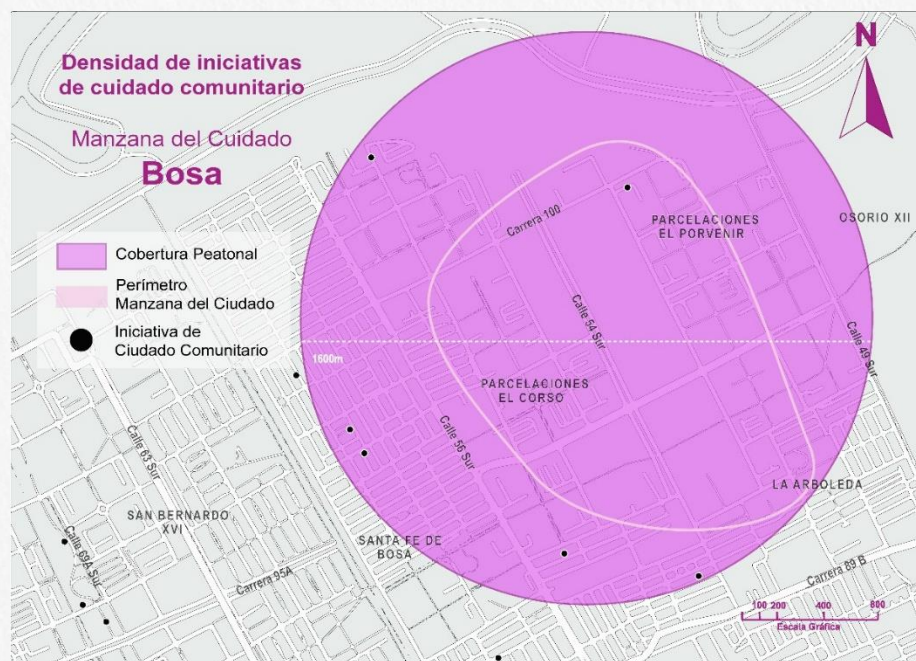 Densidad de iniciativas
de cuidado comunitario
Manzana del Cuidado
Bosa
Cobertura Peatonal
Perímetro
Manzana del Ciudado
Iniciativa de
Ciudado Comunitario
N
Carrera 100
PARCELACIONES
EL PORVENIR
OSORIO XII
Calle 54 Sur
Calle 49 Sur
1600m
PARCELACIONES
EL CORSO
Calle 56 Sur
Calle 63 Sur
LA ARBOLEDA
SAN BERNARDO
XVI
SANTA FE DE
BOSA
Calle 69A Sur
Carrera 95A
Carrera 89 B
100 200 400 800
Escala Gráfica